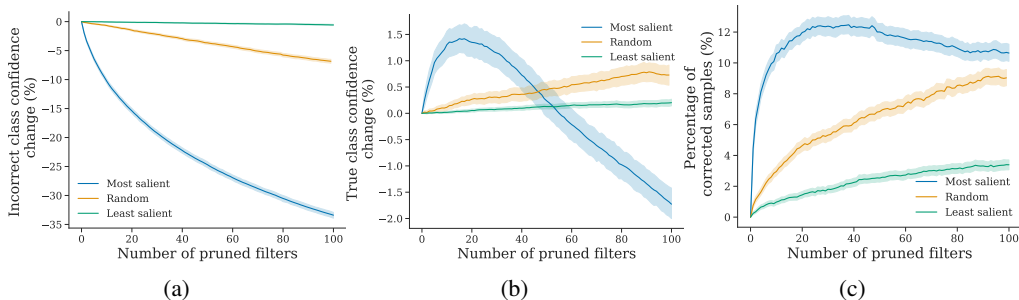 Incorrect class confidence
change (%)
0
−5
−10
−15
−20
−25
−30
−35
Most salient
Random
Least salient
0 20 40 60 80 100
Number of pruned filters
(a)
True class confidence
change (%)
1.5
1.0
0.5
0.0
−0.5
−1.0
−1.5
−2.0
Most salient
Random
Least salient
0 20 40 60 80 100
Number of pruned filters
(b)
Percentage of
corrected samples (%)
12
10
8
6
4
2
0
Most salient
Random
Least salient
0 20 40 60 80 100
Number of pruned filters
(c)